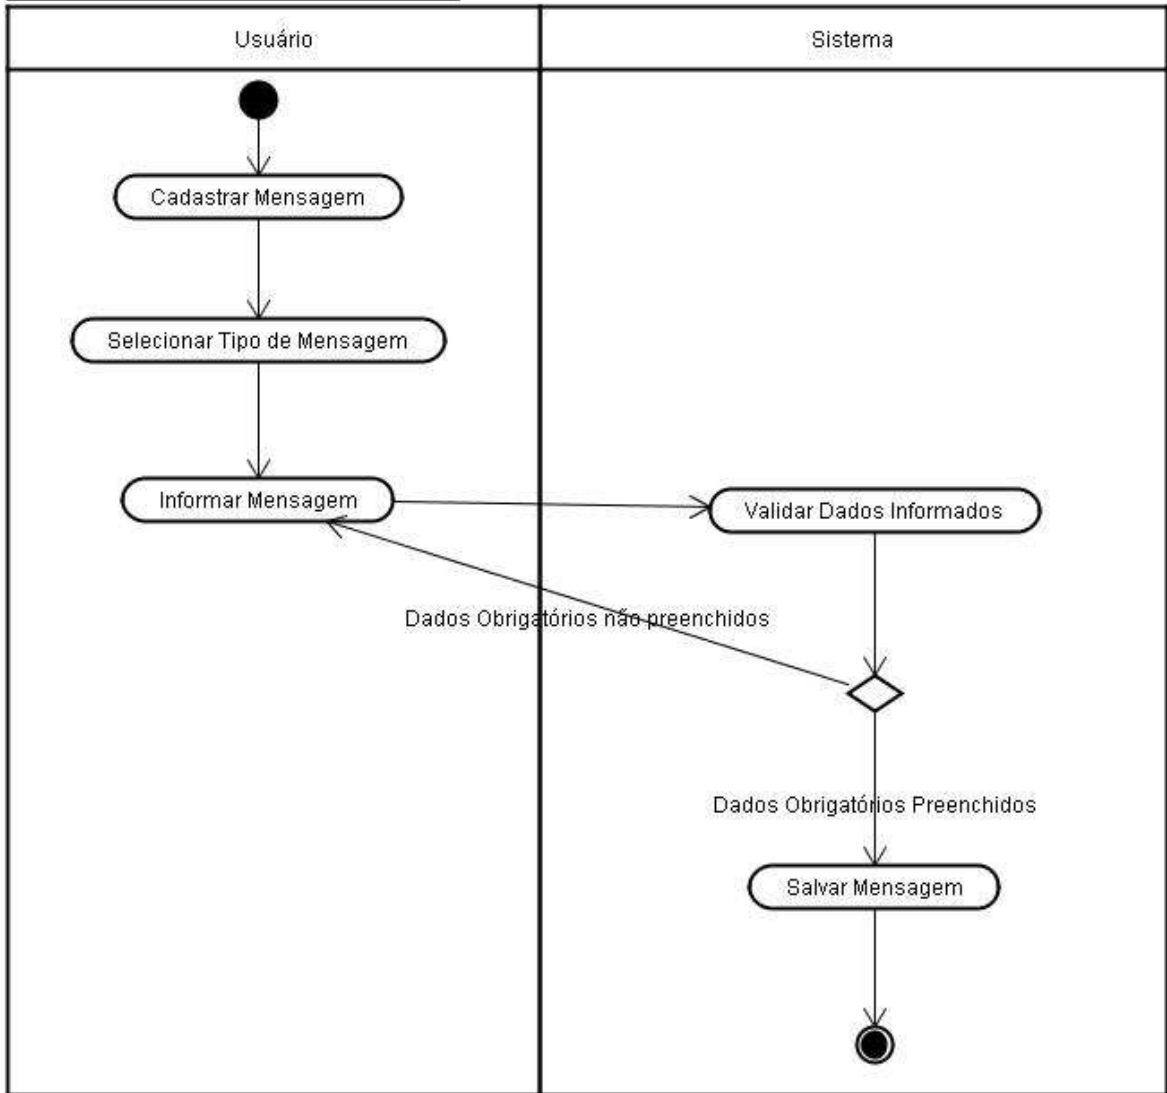 Usuário
Sistema
Cadastrar Mensagem
Selecionar Tipo de Mensagem
Informar Mensagem
Validar Dados Informados
Dados Obrigatórios não preenchidos
Dados Obrigatórios Preenchidos
Salvar Mensagem